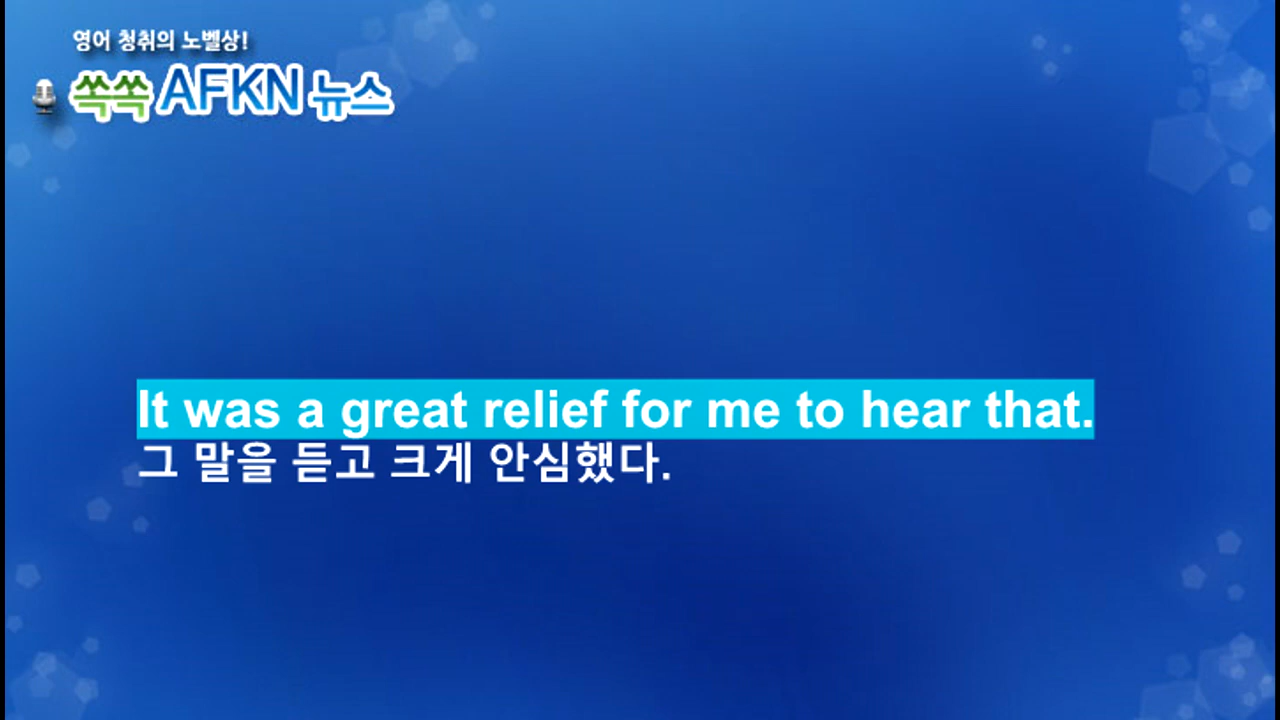 영어 청취의 노벨상!
쏙쏙 AFKN 뉴스
It was a great relief for me to hear that.
그 말을 듣고 크게 안심했다.